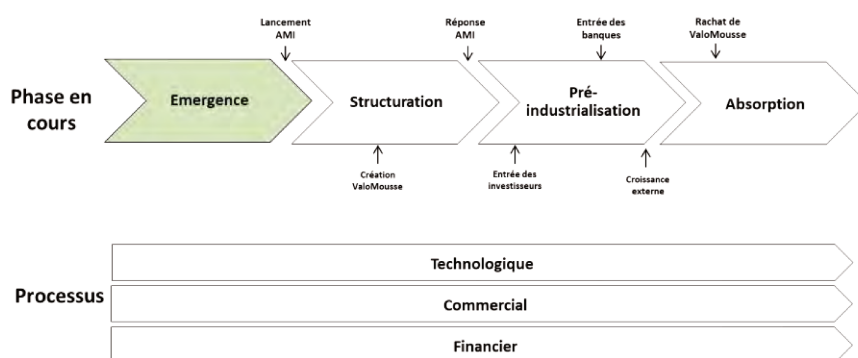 Lancement
AMI
Réponse
AMI
Entrée des
banques
Rachat de
ValoMousse
Phase en
cours
Emergence
Structuration
Pré-
industrialisation
Absorption
Création
ValoMousse
Entrée des
investisseurs
Croissance
externe
Processus
Technologique
Commercial
Financier